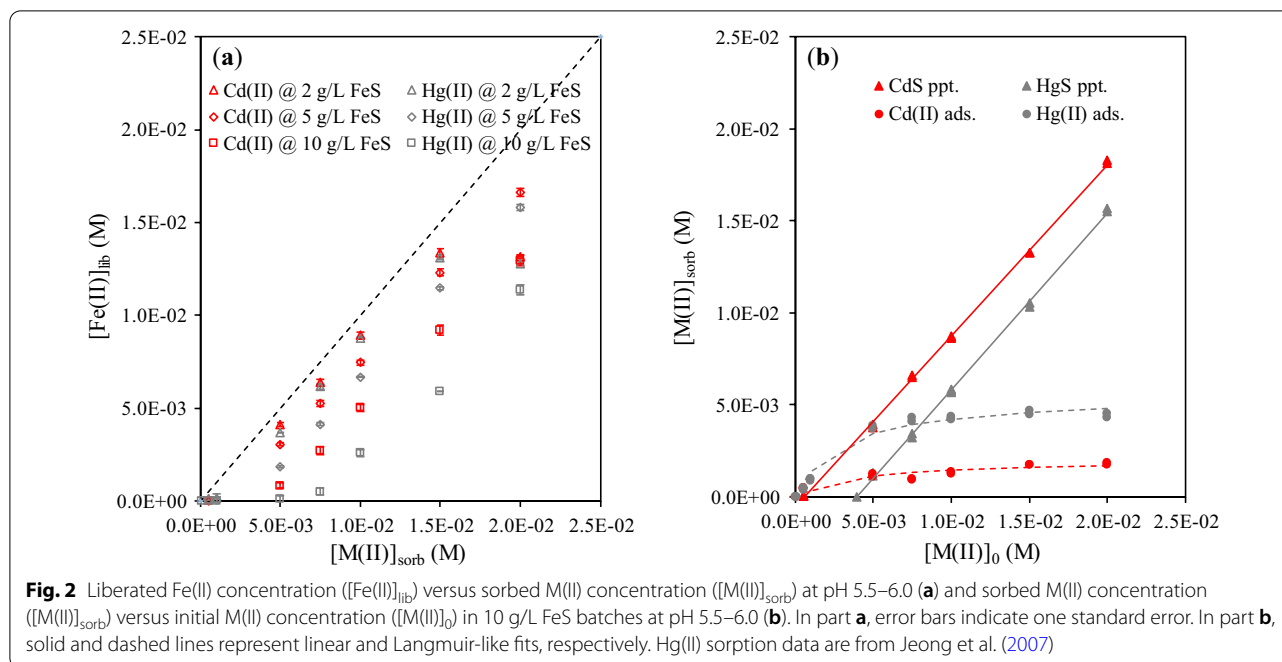 2.5E-02
2.0E-02
1.5E-02
1.0E-02
5.0E-03
0.0E+00
[Fe(II)]lib (M)
(a)
Cd(II) @ 2 g/L FeS
Hg(II) @ 2 g/L FeS
Cd(II) @ 5 g/L FeS
Hg(II) @ 5 g/L FeS
Cd(II) @ 10 g/L FeS
Hg(II) @ 10 g/L FeS
0.0E+00 5.0E-03 1.0E-02 1.5E-02 2.0E-02 2.5E-02
[M(II)]sorb (M)
2.5E-02
2.0E-02
1.5E-02
1.0E-02
5.0E-03
0.0E+00
[M(II)]sorb (M)
(b)
CdS ppt.
HgS ppt.
Cd(II) ads.
Hg(II) ads.
0.0E+00 5.0E-03 1.0E-02 1.5E-02 2.0E-02 2.5E-02
[M(II)]0 (M)
Fig. 2 Liberated Fe(II) concentration ([Fe(II)]lib) versus sorbed M(II) concentration ([M(II)]sorb) at pH 5.5–6.0 (a) and sorbed M(II) concentration
([M(II)]sorb) versus initial M(II) concentration ([M(II)]0) in 10 g/L FeS batches at pH 5.5–6.0 (b). In part a, error bars indicate one standard error. In part b,
solid and dashed lines represent linear and Langmuir-like fits, respectively. Hg(II) sorption data are from Jeong et al. (2007)